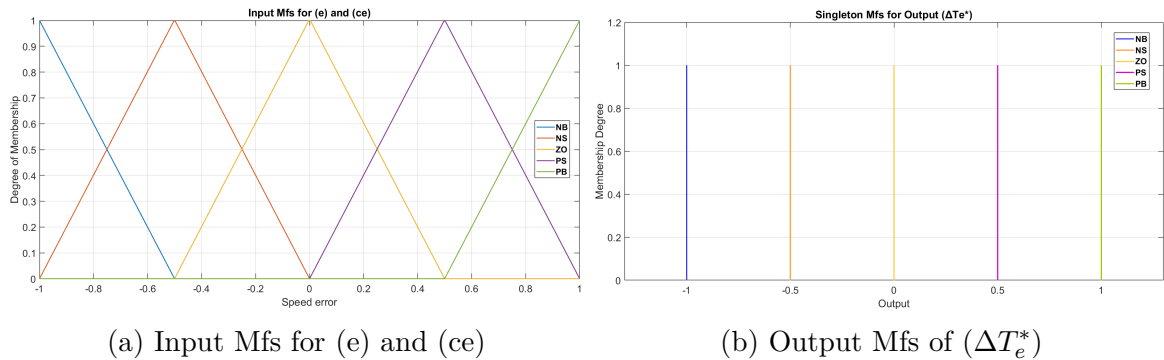 Input Mfs for (e) and (ce)
Degree of Membership
1
0.9
0.8
0.7
0.6
0.5
0.4
0.3
0.2
0.1
0
-1
-0.8
-0.6
-0.4
-0.2
0
0.2
0.4
0.6
0.8
1
Speed error
NB
NS
ZO
PS
PB
(a) Input Mfs for (e) and (ce)
Singleton Mfs for Output (ΔTe*)
Membership Degree
1.2
1
0.8
0.6
0.4
0.2
0
-1
-0.5
0
0.5
1
Output
NB
NS
ZO
PS
PB
(b) Output Mfs of (ΔT_e^*)